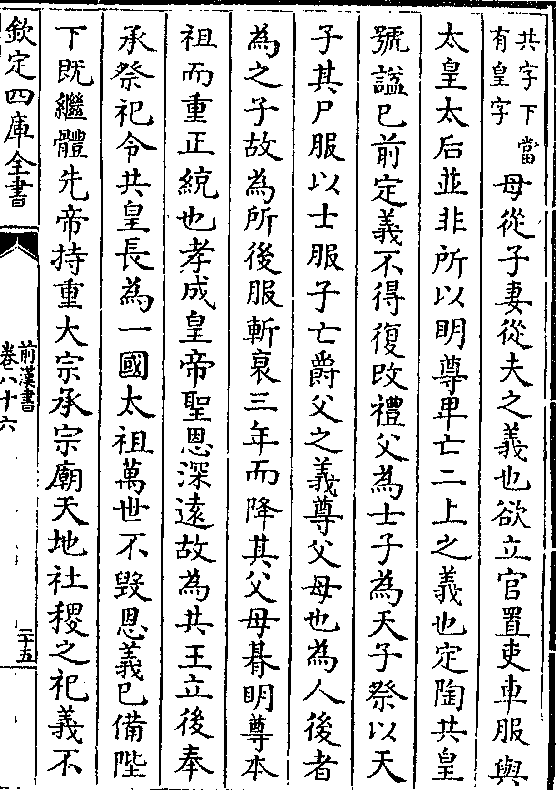 共字下當
有皇字
母從子妻從夫之義也欲立官置吏車服與
太皇太后並非所以明尊卑亡二上之義也定陶共皇
號諡已前定義不得復改禮父為士子為天子祭以天
子其尸服以士服子亡爵父之義尊父母也為人後者
為之子故為所後服斬衰三年而降其父母朞明尊本
祖而重正統也孝成皇帝聖恩深遠故為共王立後奉
承祭祀令共皇長為一國太祖萬世不毀恩義已備陛
下既繼體先帝持重大宗承宗廟天地社稷之祀義不
欽定四庫全書
前漢書
卷八十六
二十五